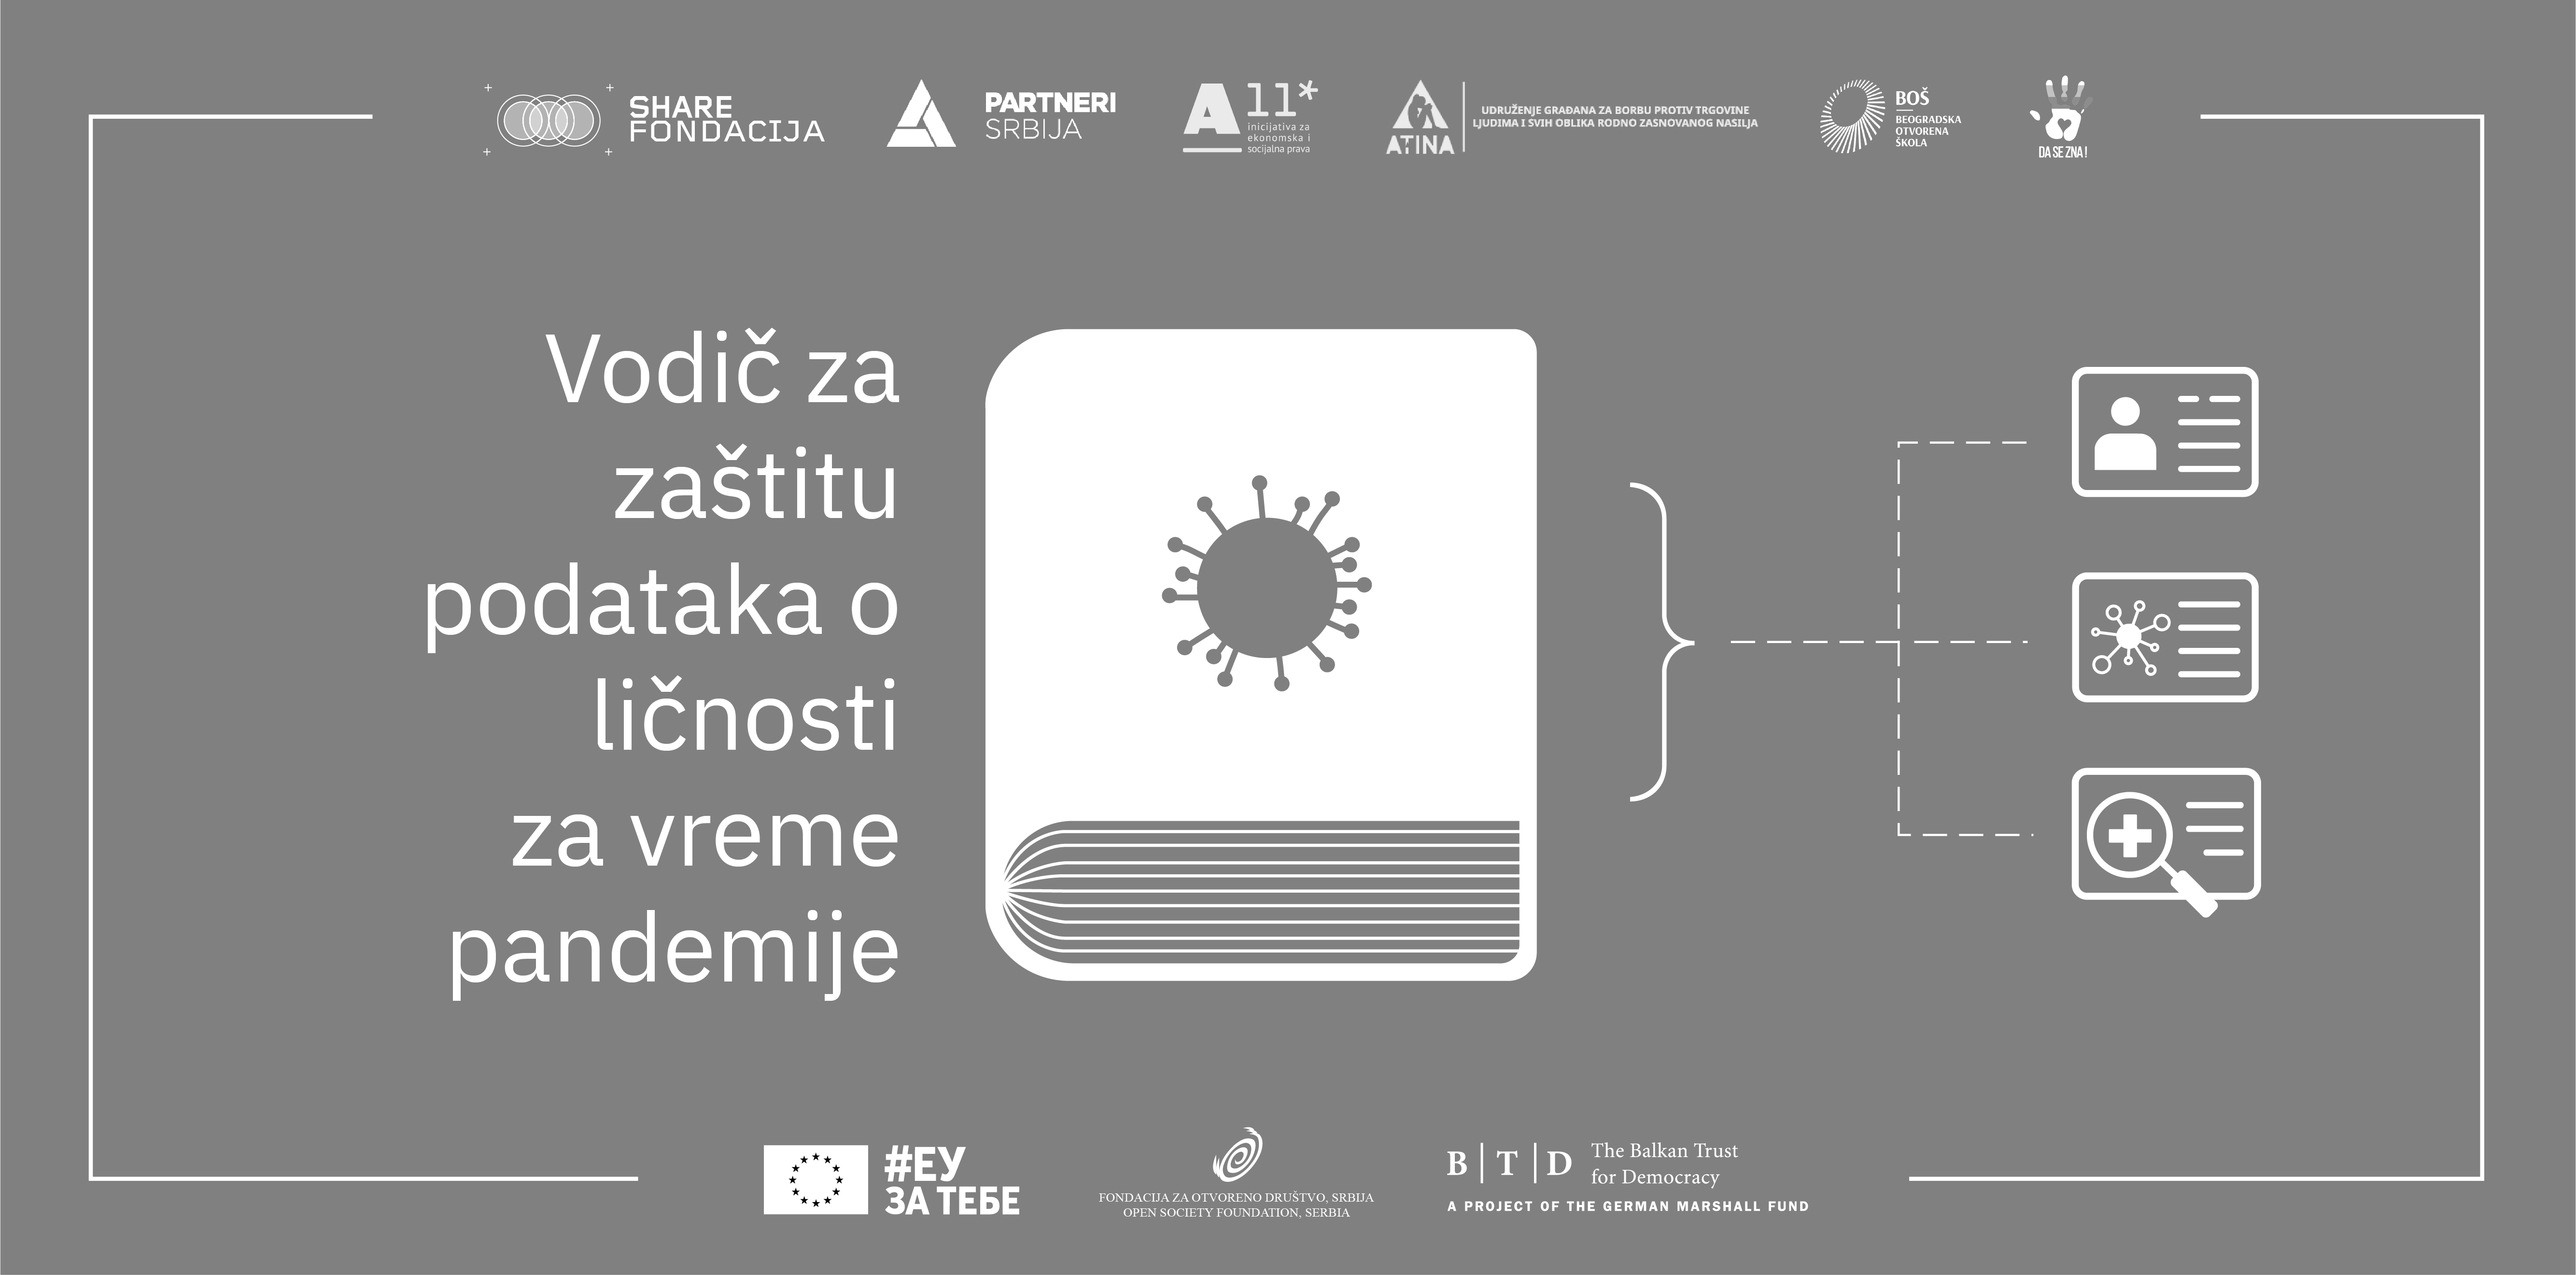 SHARE
FONDACIJA
PARTNERI
SRBIJA
A 11*
inicijativa za
ekonomska i
socijalna prava
ATINA
UDRUŽENJE GRAĐANA ZA BORBU PROTIV TRGOVINE
LJUDIMA I SVIH OBLIKA RODNO ZASNOVANOG NASILJA
BOŠ
BEOGRADSKA
OTVORENA
ŠKOLA
DA SE ZNA!
Vodič za
zaštitu
podataka o
ličnosti
za vreme
pandemije
#ЕУ
ЗА ТЕБЕ
FONDACIJA ZA OTVORENO DRUŠTVO, SRBIJA
OPEN SOCIETY FOUNDATION, SERBIA
B | T | D
The Balkan Trust
for Democracy
A PROJECT OF THE GERMAN MARSHALL FUND